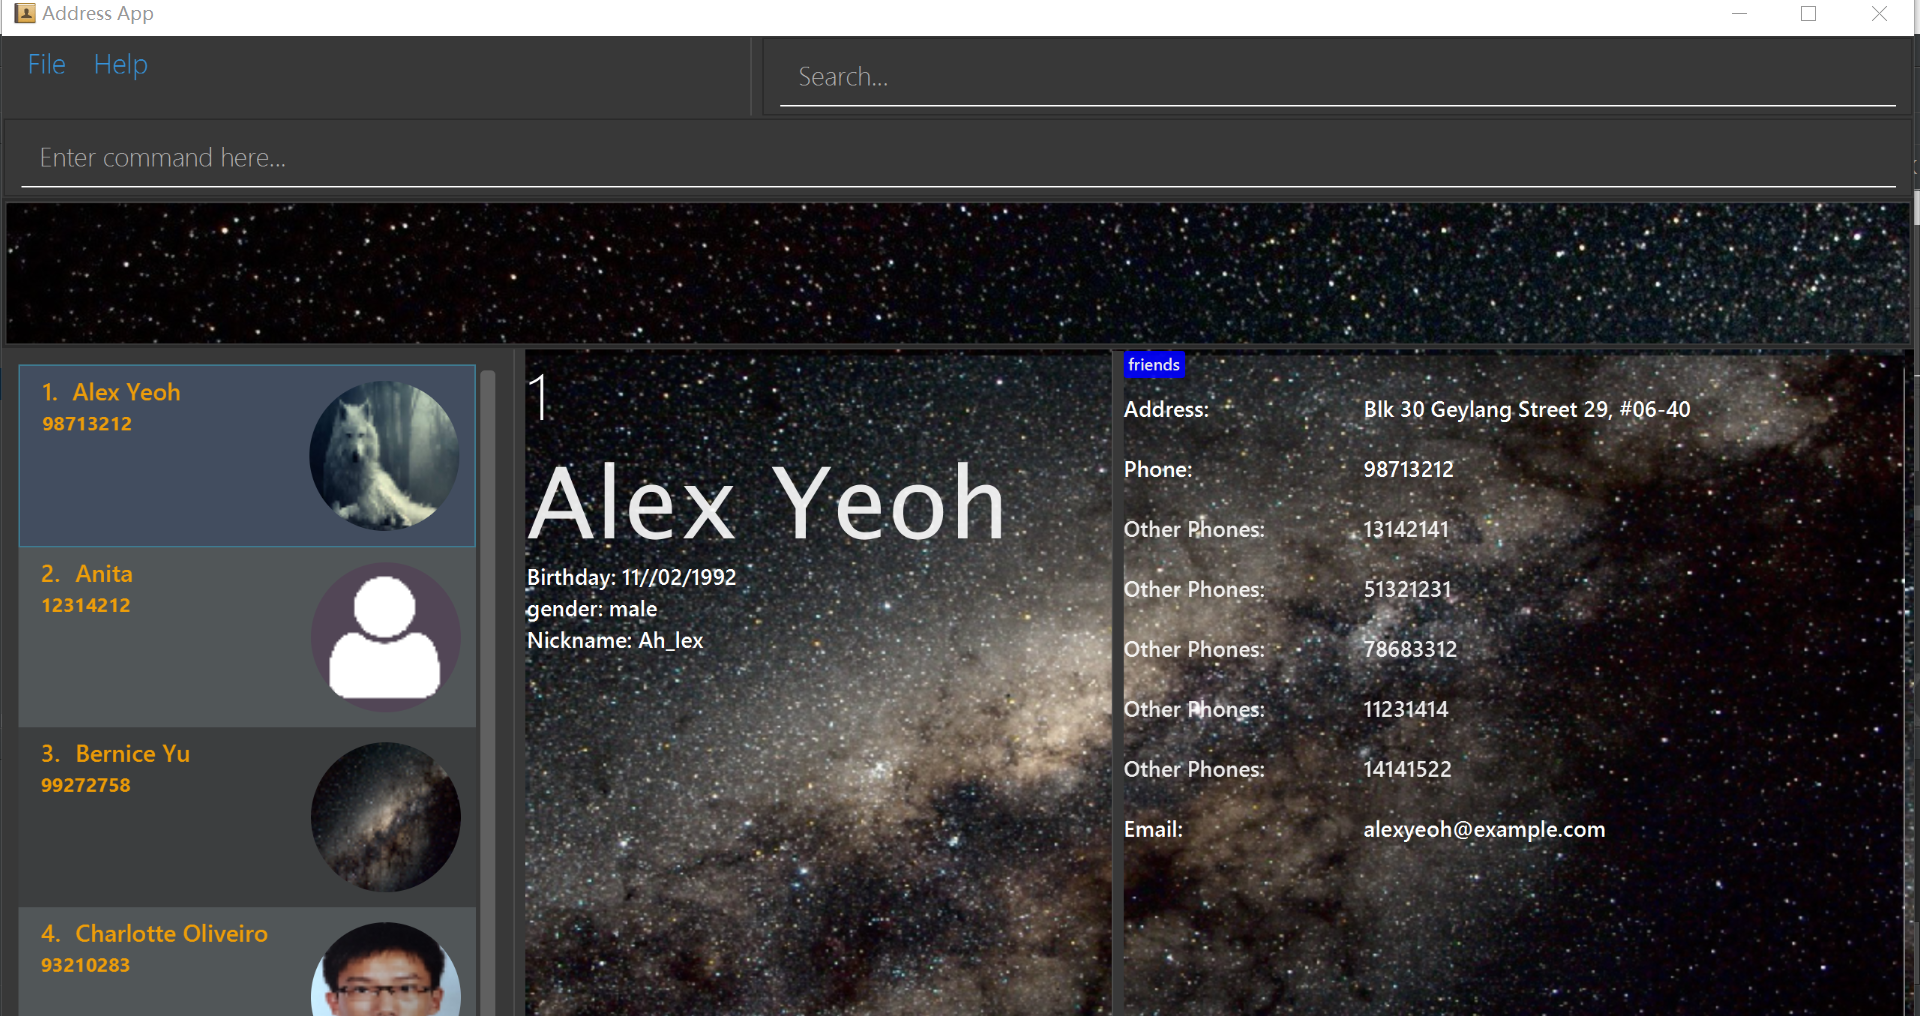 Address App
File Help
Search...
Enter command here...
1. Alex Yeoh
98713212
2. Anita
12314212
3. Bernice Yu
99272758
4. Charlotte Oliveiro
93210283
1
Alex Yeoh
Birthday: 11//02/1992
gender: male
Nickname: Ah_lex
friends
Address: Blk 30 Geylang Street 29, #06-40
Phone: 98713212
Other Phones: 13142141
Other Phones: 51321231
Other Phones: 78683312
Other Phones: 11231414
Other Phones: 14141522
Email: alexyeoh@example.com